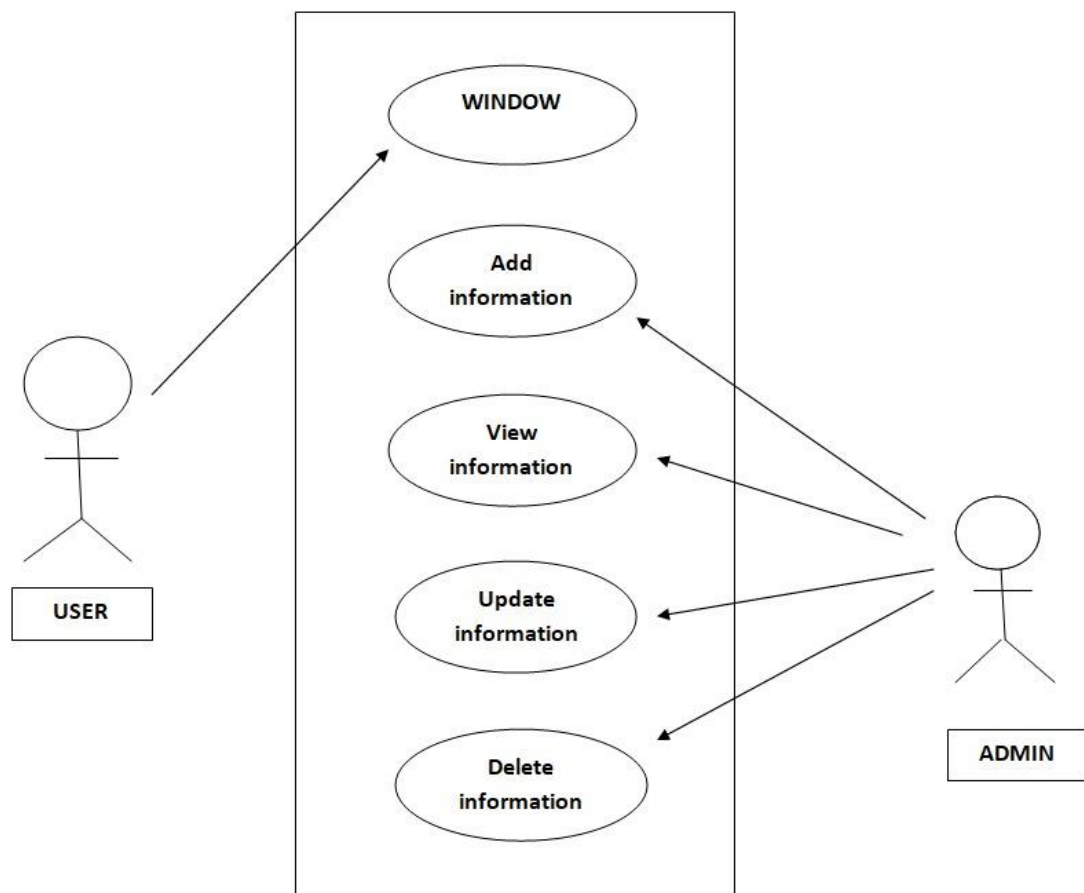 WINDOW
Add
information
View
information
Update
information
USER
Delete
information
ADMIN